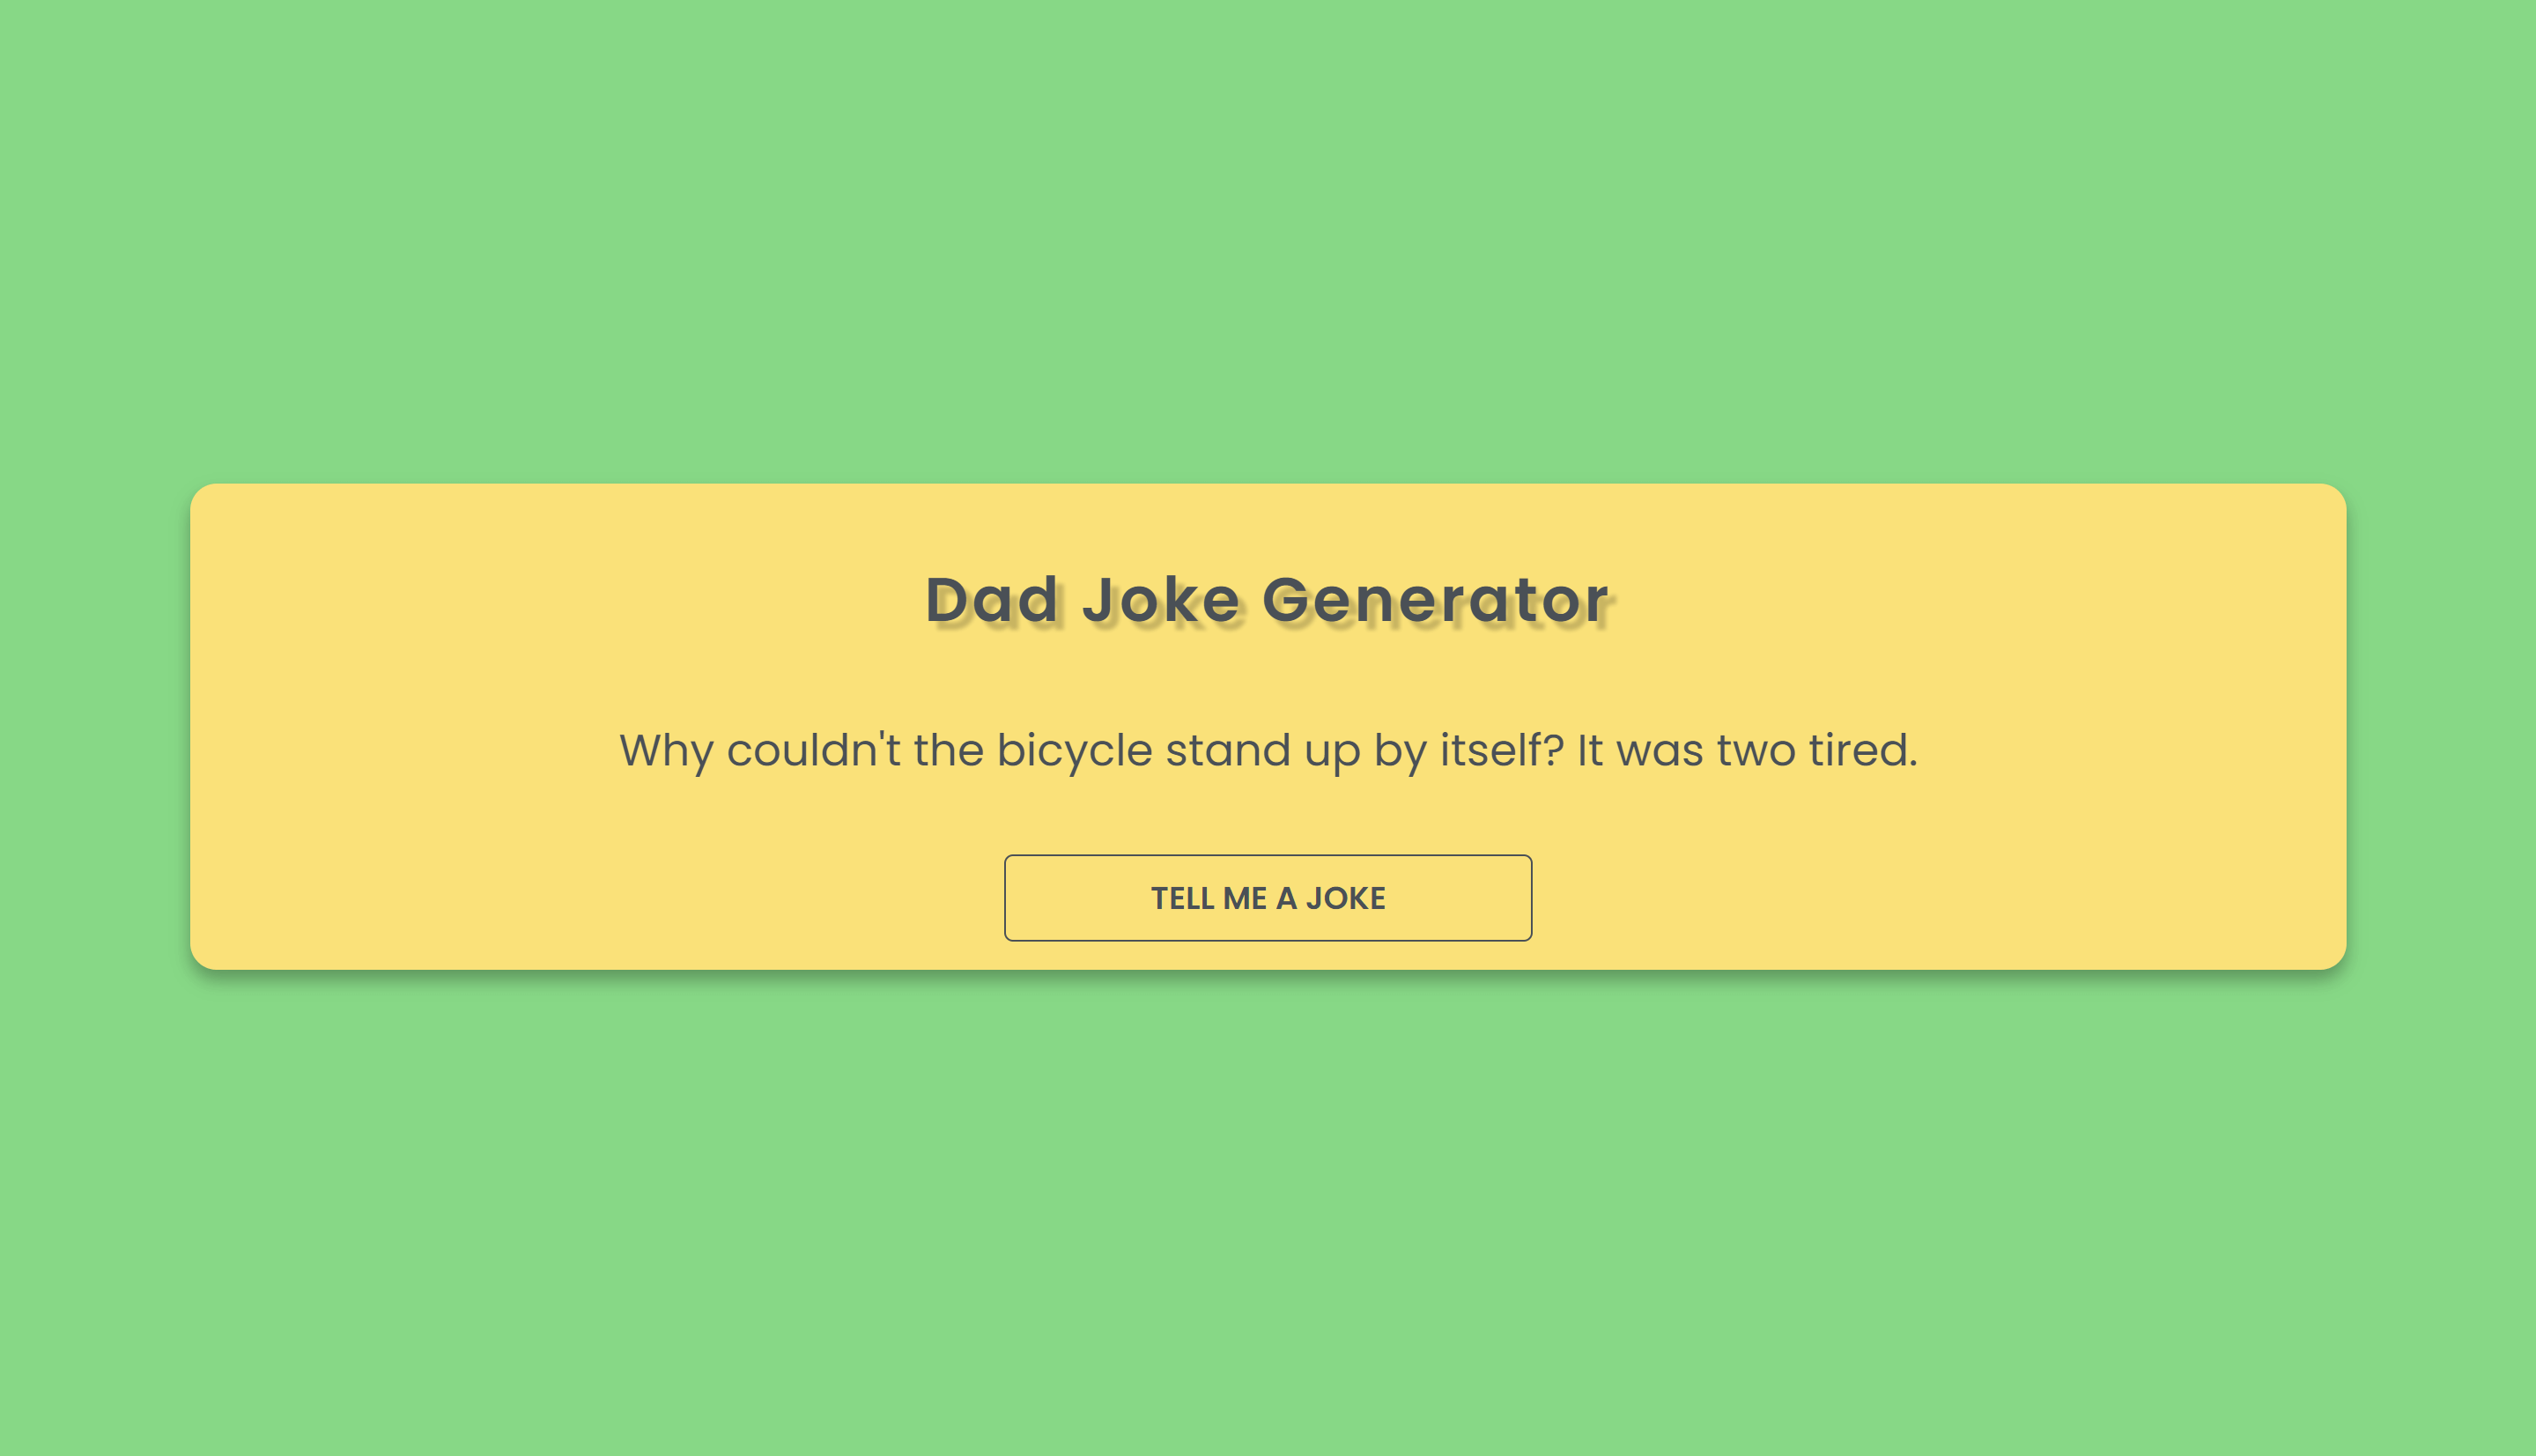 Dad Joke Generator
Why couldn't the bicycle stand up by itself? It was two tired.
TELL ME A JOKE